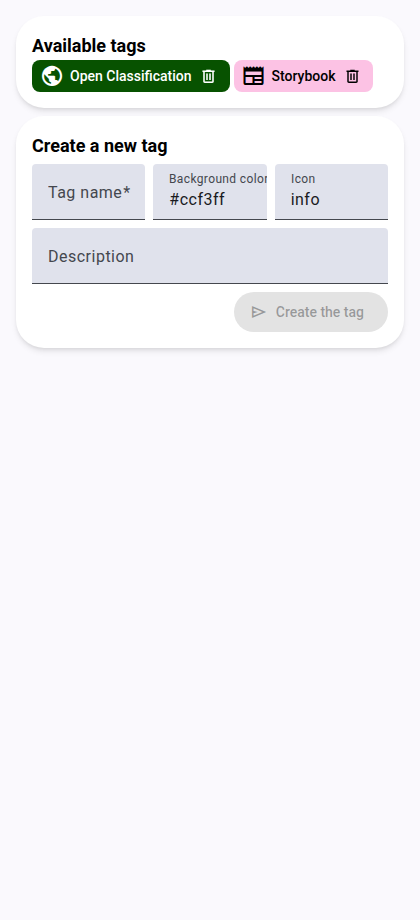 Available tags
Open Classification Storybook
Create a new tag
Tag name* Background color Icon
#ccf3ff info
Description
Create the tag